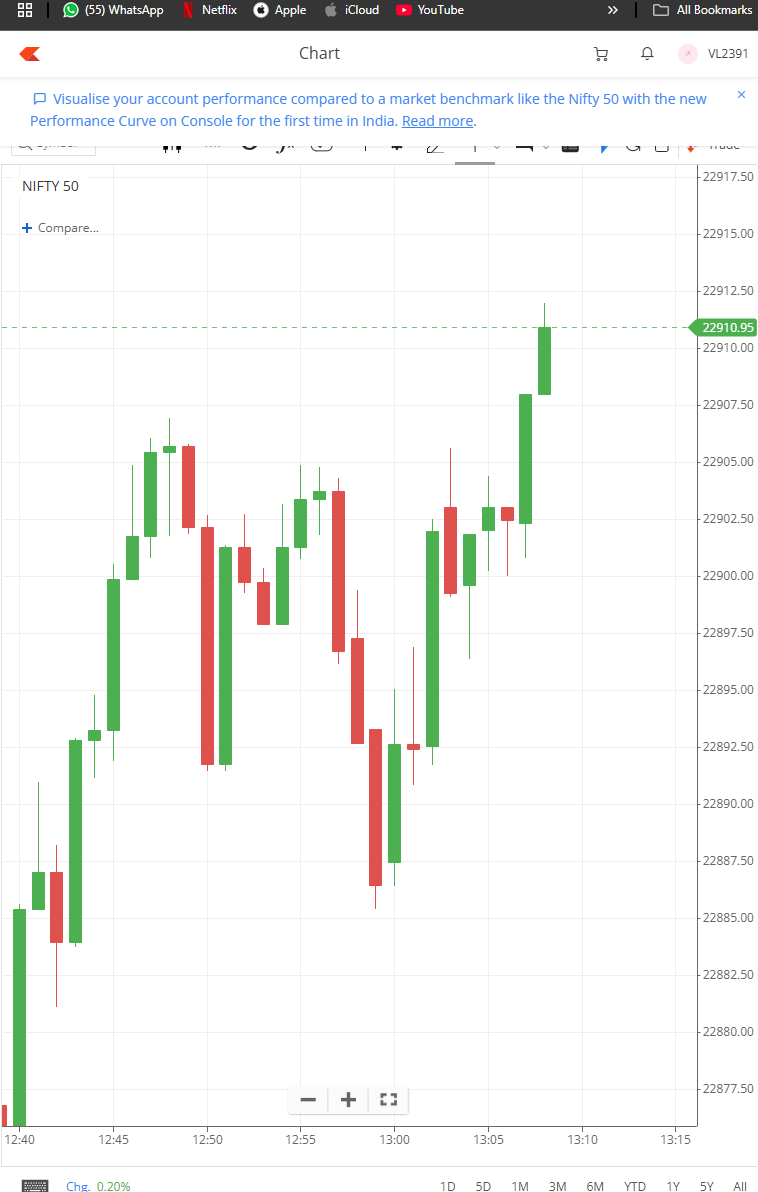 (55) WhatsApp Netflix Apple iCloud YouTube » All Bookmarks
Chart VL2391
Visualise your account performance compared to a market benchmark like the Nifty 50 with the new
Performance Curve on Console for the first time in India. Read more.
NIFTY 50
+ Compare...
22917.50
22915.00
22912.50
22910.95
22910.00
22907.50
22905.00
22902.50
22900.00
22897.50
22895.00
22892.50
22890.00
22887.50
22885.00
22882.50
22880.00
22877.50
12:40 12:45 12:50 12:55 13:00 13:05 13:10 13:15
Chg. 0.20% 1D 5D 1M 3M 6M YTD 1Y 5Y All